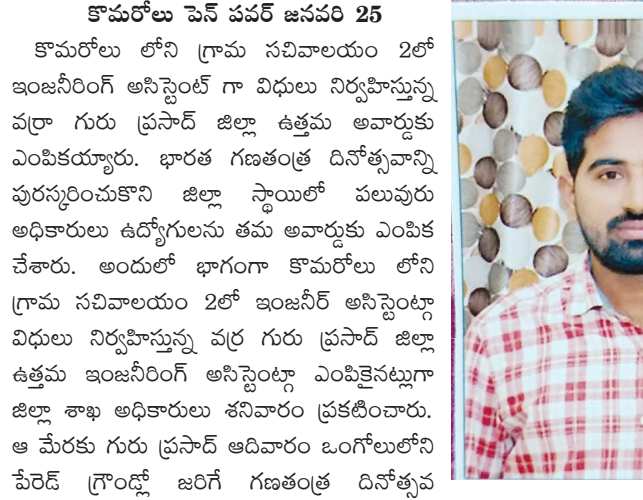 కొమరోలు పెన్ పవర్ జనవరి 25
కొమరోలు లోని గ్రామ సచివాలయం 2లో
ఇంజనీరింగ్ అసిస్టెంట్ గా విధులు నిర్వహిస్తున్న
వర్రా గురు ప్రసాద్ జిల్లా ఉత్తమ అవార్డుకు
ఎంపికయ్యారు. భారత గణతంత్ర దినోత్సవాన్ని
పురస్కరించుకొని జిల్లా స్థాయిలో పలువురు
అధికారులు ఉద్యోగులను తమ అవార్డుకు ఎంపిక
చేశారు. అందులో భాగంగా కొమరోలు లోని
గ్రామ సచివాలయం 2లో ఇంజనీర్ అసిస్టెంట్గా
విధులు నిర్వహిస్తున్న వర్ర గురు ప్రసాద్ జిల్లా
ఉత్తమ ఇంజనీరింగ్ అసిస్టెంట్గా ఎంపికైనట్లుగా
జిల్లా శాఖ అధికారులు శనివారం ప్రకటించారు.
ఆ మేరకు గురు ప్రసాద్ ఆదివారం ఒంగోలులోని
పేరెడ్ గ్రౌండ్లో జరిగే గణతంత్ర దినోత్సవ